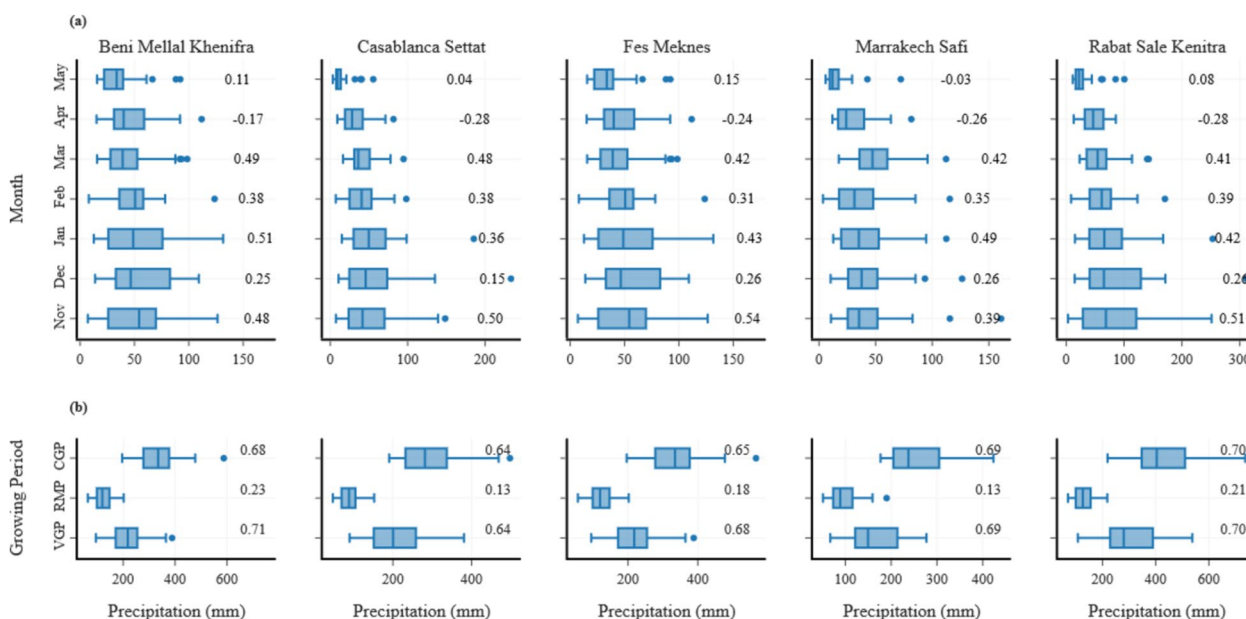 (a)
Beni Mellal Khenifra Casablanca Settat Fes Meknes Marrakech Safi Rabat Sale Kenitra
Month
May 0.11 0.04 0.15 -0.03 0.08
Apr -0.17 -0.28 -0.24 -0.26 -0.28
Mar 0.49 0.48 0.42 0.42 0.41
Feb 0.38 0.38 0.31 0.35 0.39
Jan 0.51 0.36 0.43 0.49 0.42
Dec 0.25 0.15 0.26 0.26
Nov 0.48 0.50 0.54 0.39 0.51
0 50 100 150 0 100 200 0 50 100 150 0 50 100 150 0 100 200 300
(b)
Growing Period
CGP 0.68 0.64 0.65 0.69 0.70
RMP 0.23 0.13 0.18 0.13 0.21
VGP 0.71 0.64 0.68 0.69 0.70
200 400 600 200 400 200 400 100 200 300 400 200 400 600
Precipitation (mm) Precipitation (mm) Precipitation (mm) Precipitation (mm) Precipitation (mm)